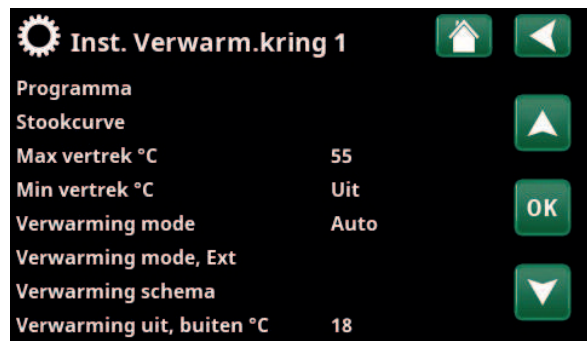 Inst. Verwarm.kring 1
Programma
Stookcurve
Max vertrek °C 55
Min vertrek °C Uit
Verwarming mode Auto
OK
Verwarming mode, Ext
Verwarming schema
Verwarming uit, buiten °C 18